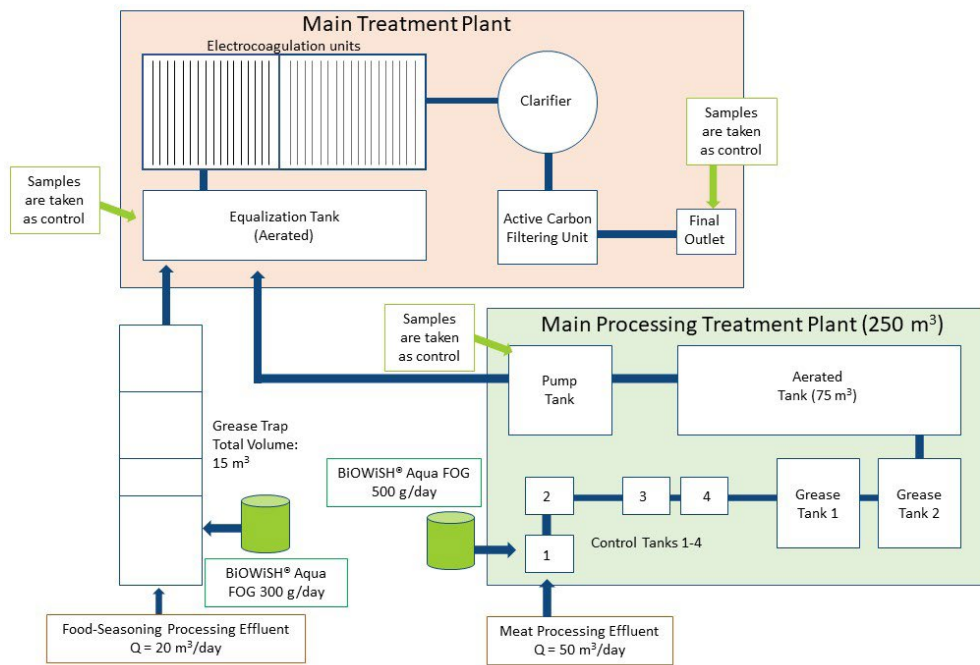 Main Treatment Plant
Electrocoagulation units
Clarifier
Samples
are taken
as control
Samples
are taken
as control
Equalization Tank
(Aerated)
Active Carbon
Filtering Unit
Final
Outlet
Samples
are taken
as control
Main Processing Treatment Plant (250 m³)
Pump
Tank
Aerated
Tank (75 m³)
Grease Trap
Total Volume:
15 m³
BiOWiSH® Aqua FOG
500 g/day
2
3
4
Grease
Tank 1
Grease
Tank 2
1
Control Tanks 1-4
BiOWiSH® Aqua
FOG 300 g/day
Food-Seasoning Processing Effluent
Q = 20 m³/day
Meat Processing Effluent
Q = 50 m³/day